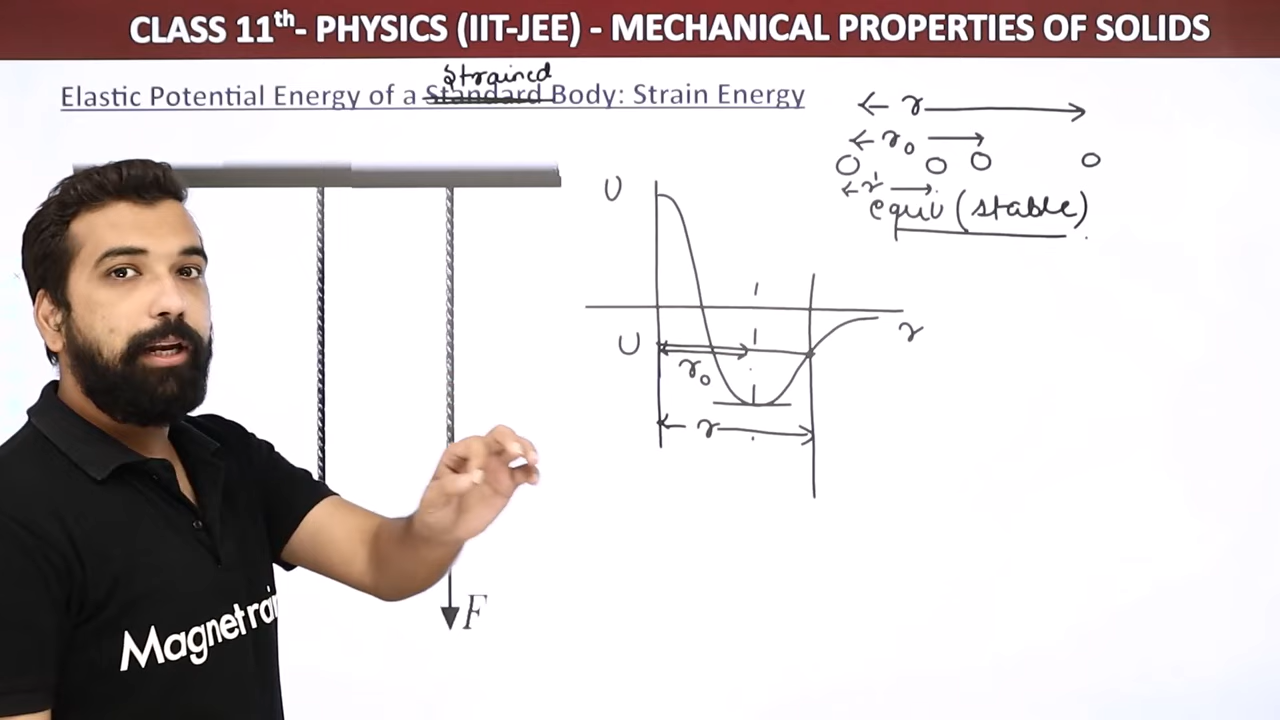 CLASS 11th- PHYSICS (IIT-JEE) - MECHANICAL PROPERTIES OF SOLIDS
Strained
Elastic Potential Energy of a Standard Body: Strain Energy
r
r0
r'
equi (stable)
U
U
r
r0
r
F
Magnetrain